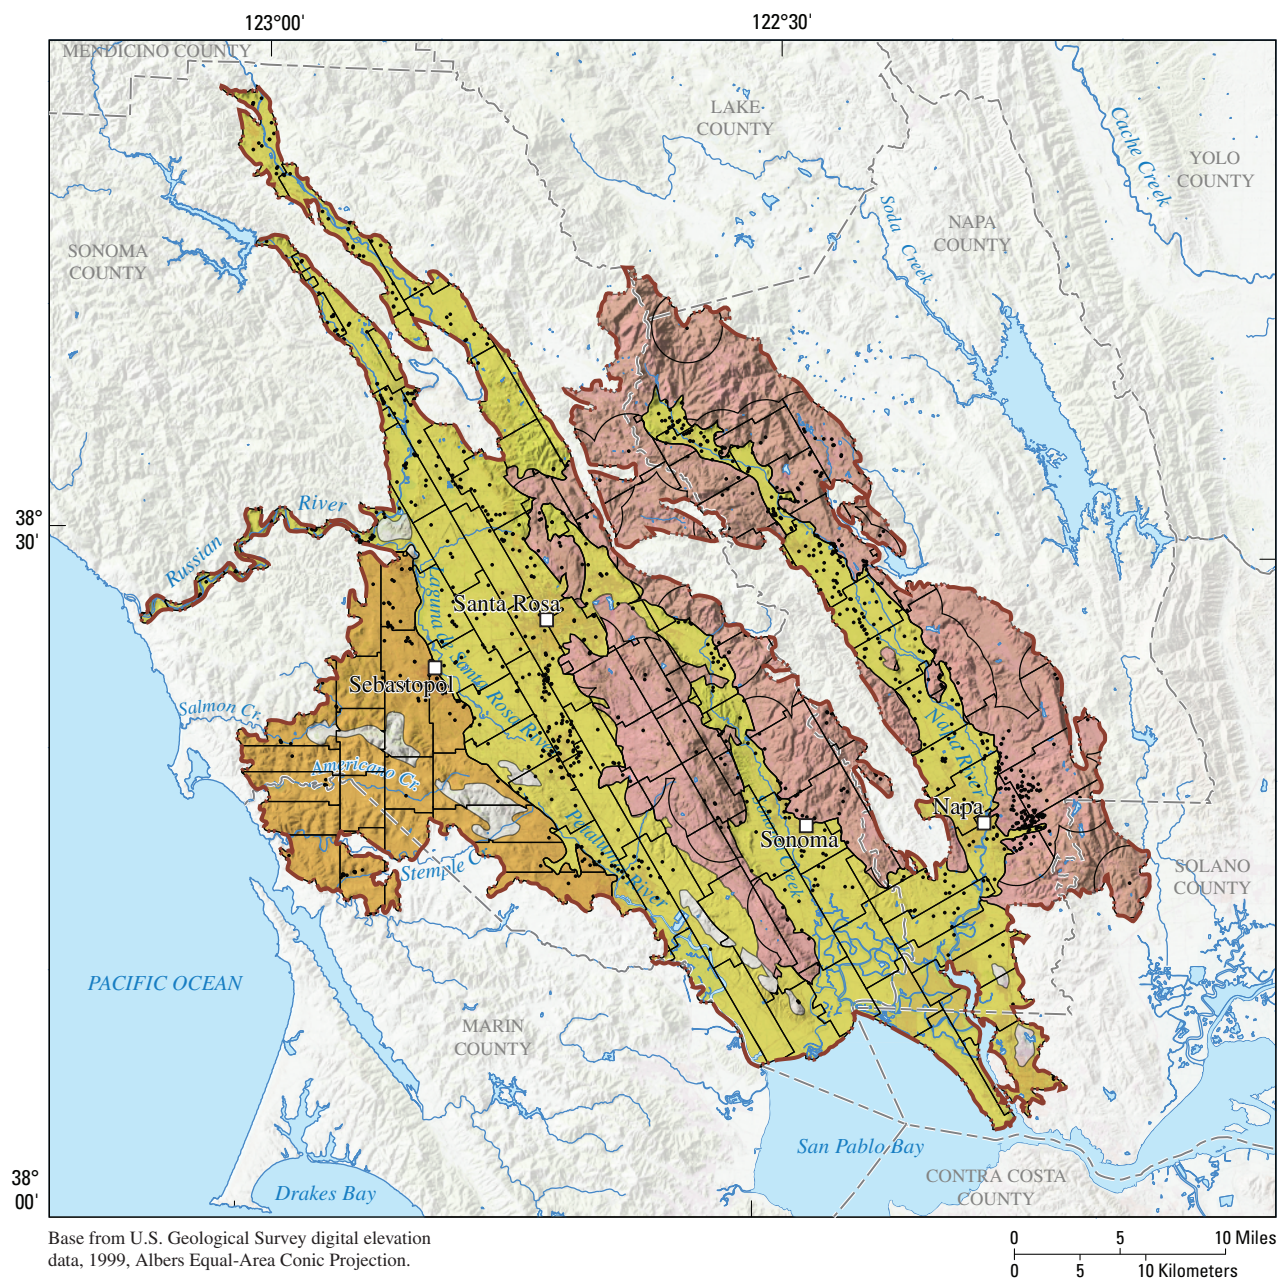 123°00'
122°30'
MENDICINO COUNTY
LAKE
COUNTY
Cache Creek
YOLO
COUNTY
Soda Creek
NAPA
COUNTY
SONOMA
COUNTY
38°
30'
River
Russian
Laguna de Santa Rosa River
Santa Rosa
Sebastopol
Salmon Cr.
Americano Cr.
Napa River
Napa
Sonoma
Creek
Petaluma River
Stemple Cr.
SOLANO
COUNTY
PACIFIC OCEAN
MARIN
COUNTY
San Pablo Bay
CONTRA COSTA
COUNTY
Drakes Bay
38°
00'
Base from U.S. Geological Survey digital elevation
data, 1999, Albers Equal-Area Conic Projection.
0 5 10 Miles
0 5 10 Kilometers